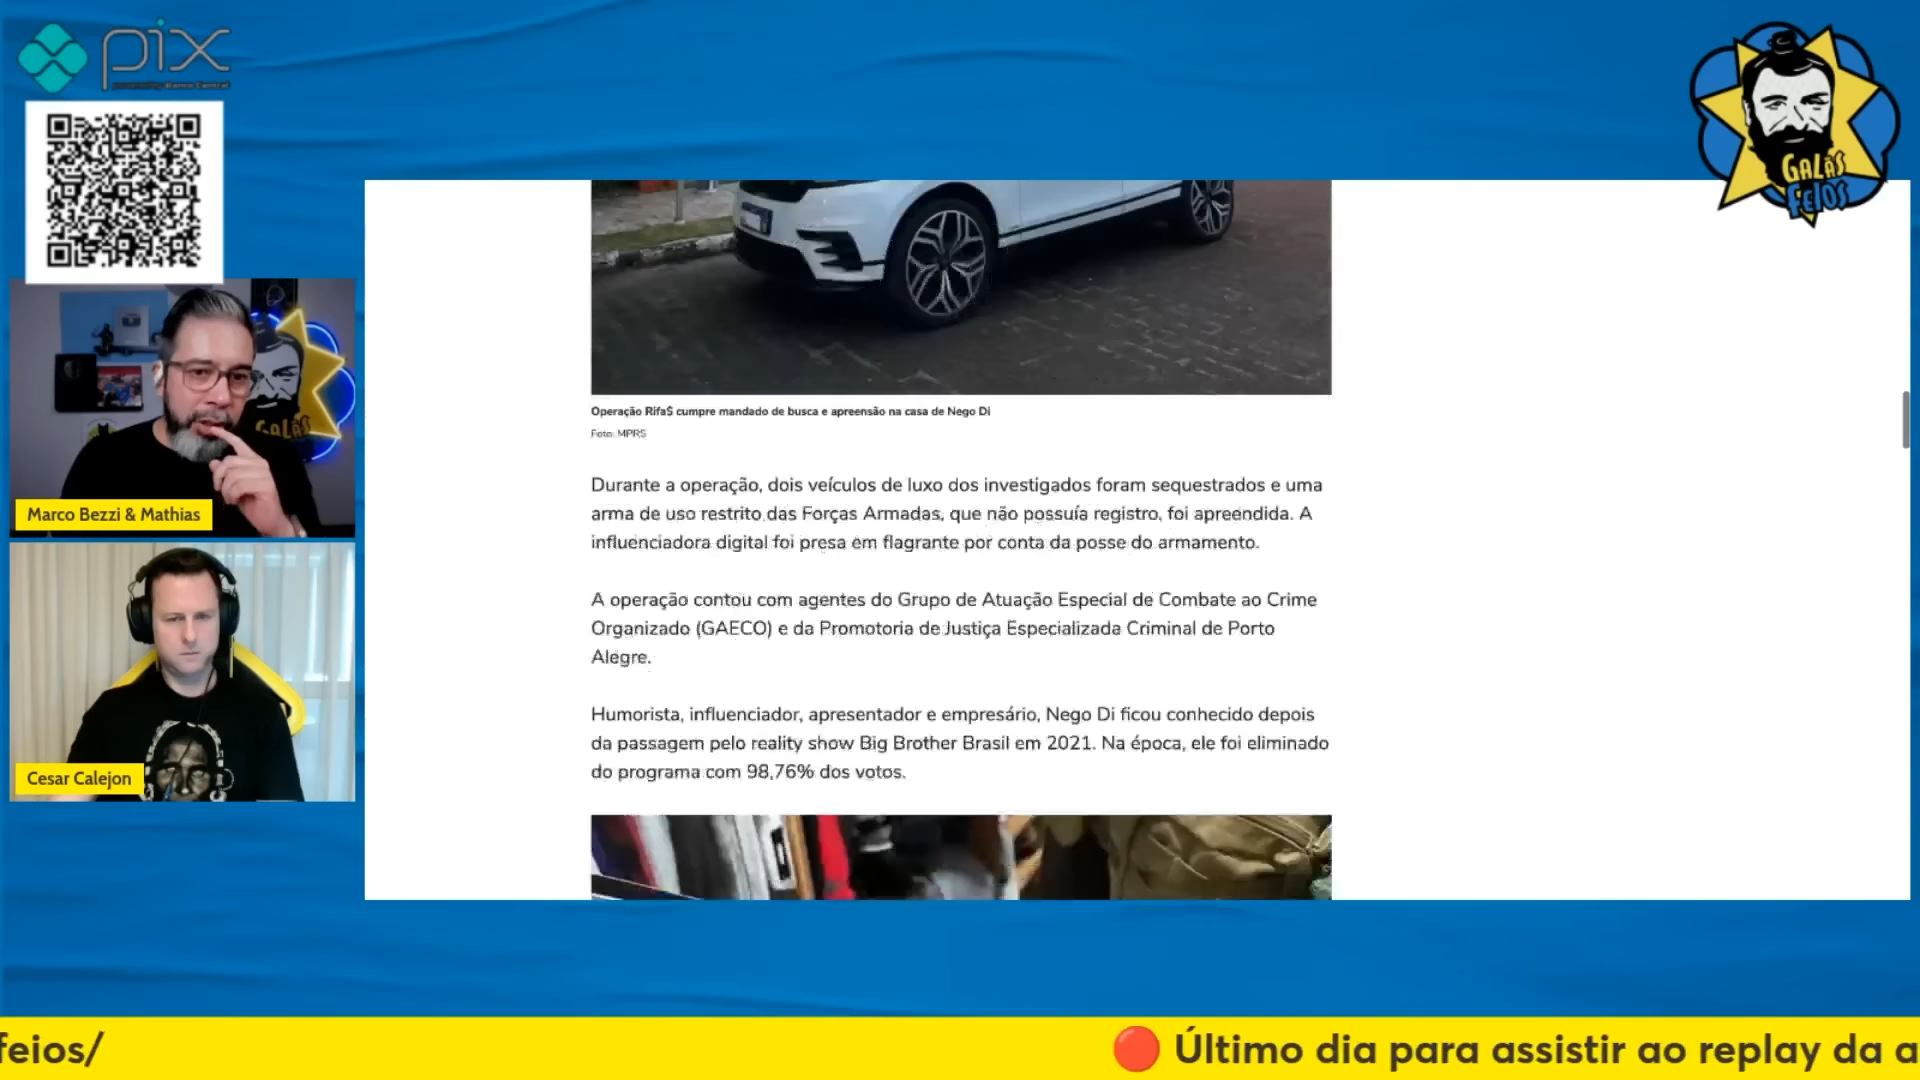 pix
powered by Banco Central
GALÃS
FEIOS
GALÃS
Marco Bezzi & Mathias
Cesar Calejon
Operação Rifa$ cumpre mandado de busca e apreensão na casa de Nego Di
Foto: MPRS
Durante a operação, dois veículos de luxo dos investigados foram sequestrados e uma
arma de uso restrito das Forças Armadas, que não possuía registro, foi apreendida. A
influenciadora digital foi presa em flagrante por conta da posse do armamento.
A operação contou com agentes do Grupo de Atuação Especial de Combate ao Crime
Organizado (GAECO) e da Promotoria de Justiça Especializada Criminal de Porto
Alegre.
Humorista, influenciador, apresentador e empresário, Nego Di ficou conhecido depois
da passagem pelo reality show Big Brother Brasil em 2021. Na época, ele foi eliminado
do programa com 98,76% dos votos.
feios/
Último dia para assistir ao replay da a